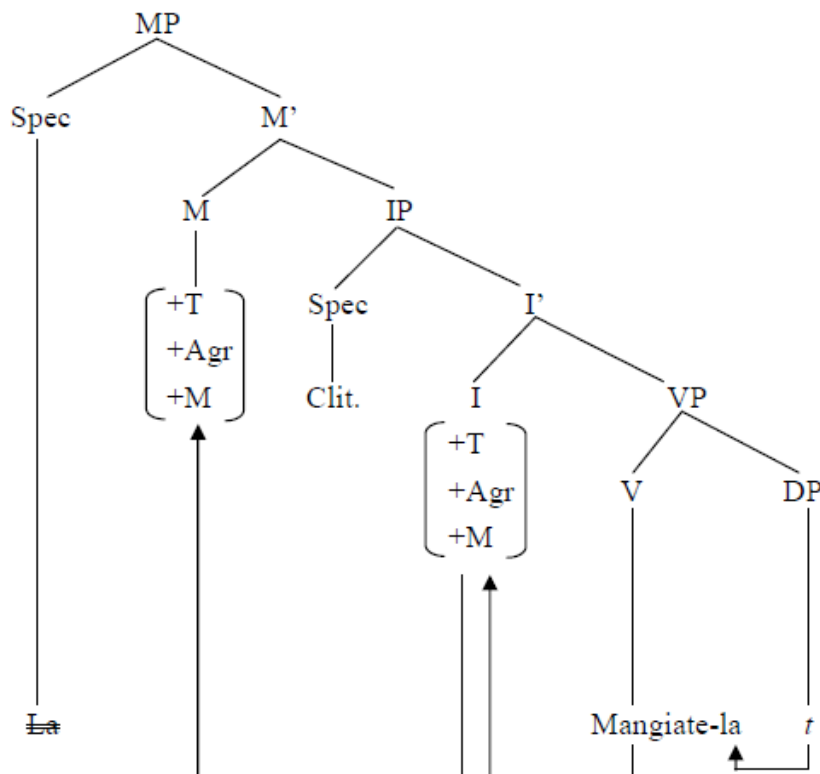 MP
Spec M’
M IP
+T Spec I’
+Agr
+M Clit. I VP
+T V DP
+Agr
+M
La Mangiate-la t